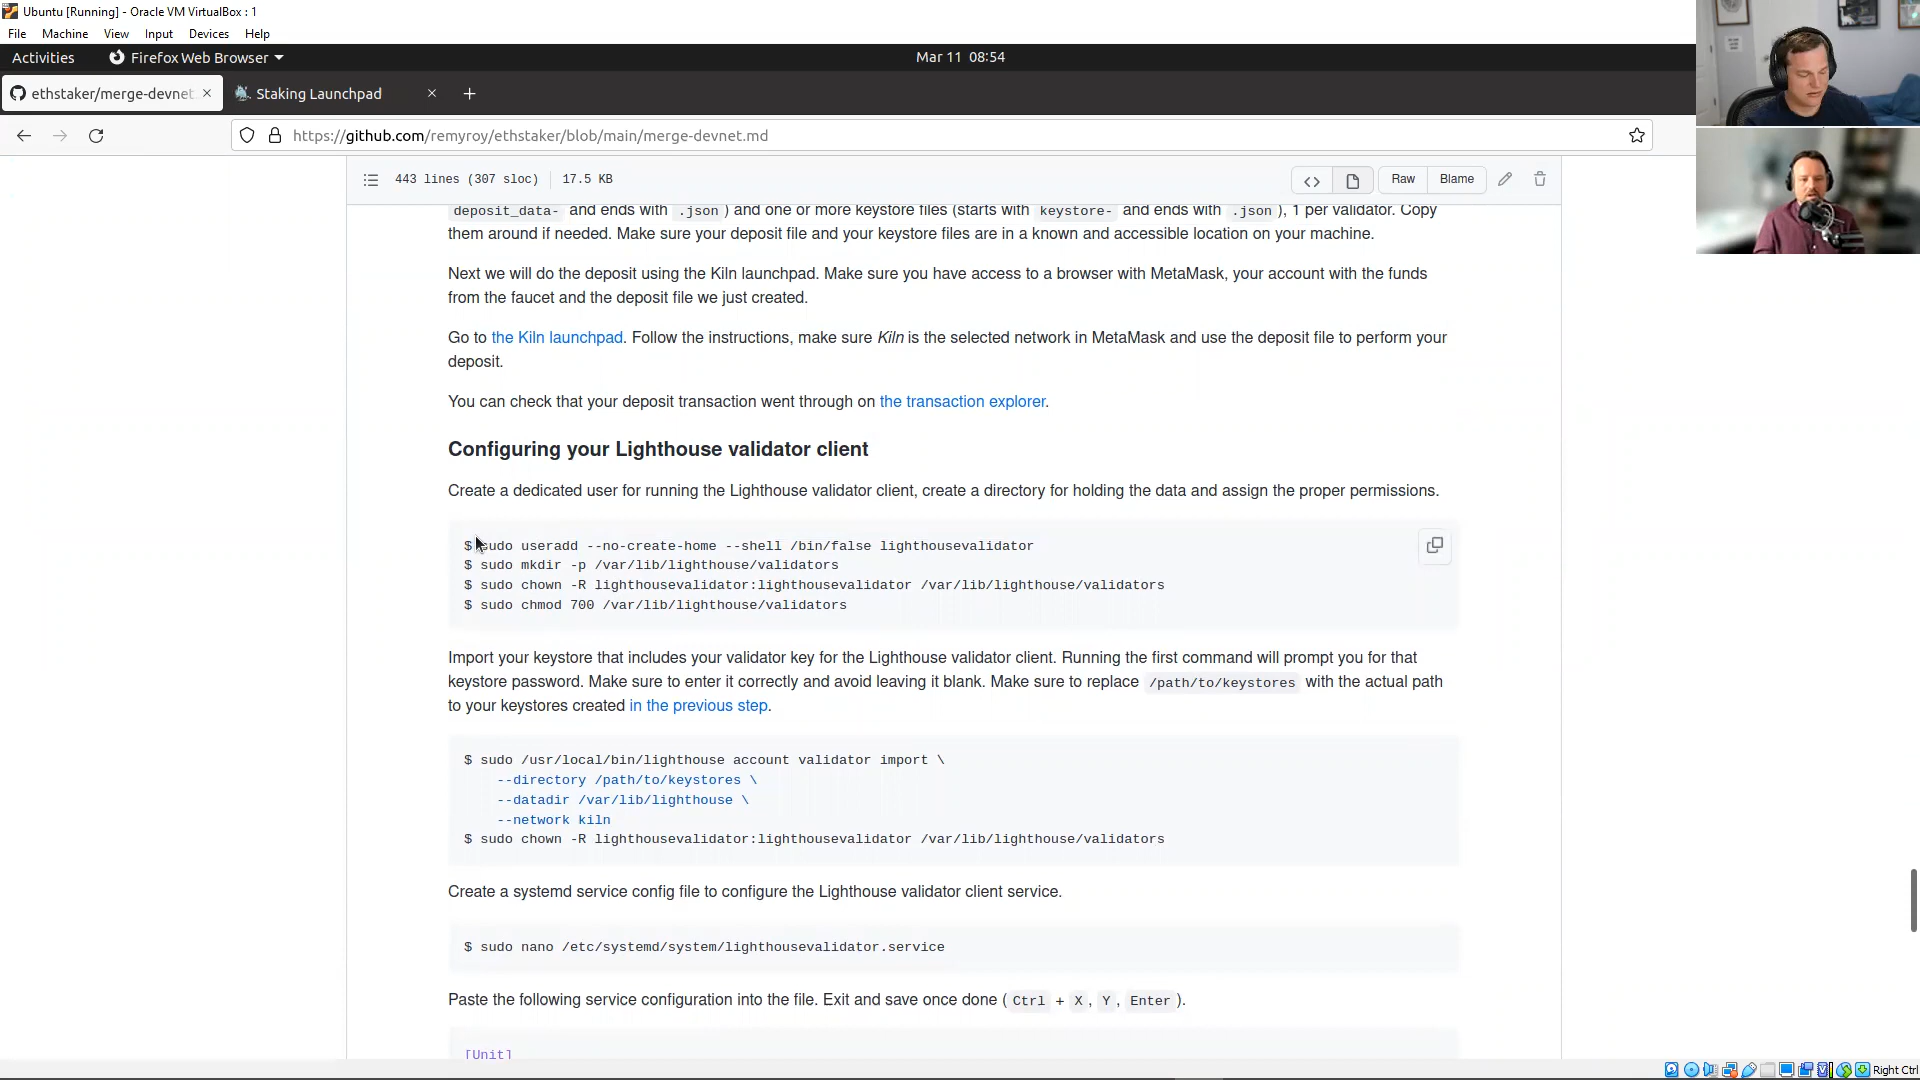 Ubuntu [Running] - Oracle VM VirtualBox : 1
File Machine View Input Devices Help
Activities Firefox Web Browser Mar 11 08:54
ethstaker/merge-devnet Staking Launchpad
https://github.com/remyroy/ethstaker/blob/main/merge-devnet.md
443 lines (307 sloc) 17.5 KB Raw Blame
deposit_data- and ends with .json ) and one or more keystore files (starts with keystore- and ends with .json ), 1 per validator. Copy
them around if needed. Make sure your deposit file and your keystore files are in a known and accessible location on your machine.
Next we will do the deposit using the Kiln launchpad. Make sure you have access to a browser with MetaMask, your account with the funds
from the faucet and the deposit file we just created.
Go to the Kiln launchpad. Follow the instructions, make sure Kiln is the selected network in MetaMask and use the deposit file to perform your
deposit.
You can check that your deposit transaction went through on the transaction explorer.
Configuring your Lighthouse validator client
Create a dedicated user for running the Lighthouse validator client, create a directory for holding the data and assign the proper permissions.
$ sudo useradd --no-create-home --shell /bin/false lighthousevalidator
$ sudo mkdir -p /var/lib/lighthouse/validators
$ sudo chown -R lighthousevalidator:lighthousevalidator /var/lib/lighthouse/validators
$ sudo chmod 700 /var/lib/lighthouse/validators
Import your keystore that includes your validator key for the Lighthouse validator client. Running the first command will prompt you for that
keystore password. Make sure to enter it correctly and avoid leaving it blank. Make sure to replace /path/to/keystores with the actual path
to your keystores created in the previous step.
$ sudo /usr/local/bin/lighthouse account validator import \
--directory /path/to/keystores \
--datadir /var/lib/lighthouse \
--network kiln
$ sudo chown -R lighthousevalidator:lighthousevalidator /var/lib/lighthouse/validators
Create a systemd service config file to configure the Lighthouse validator client service.
$ sudo nano /etc/systemd/system/lighthousevalidator.service
Paste the following service configuration into the file. Exit and save once done ( Ctrl + X , Y , Enter ).
[Unit]
Right Ctrl